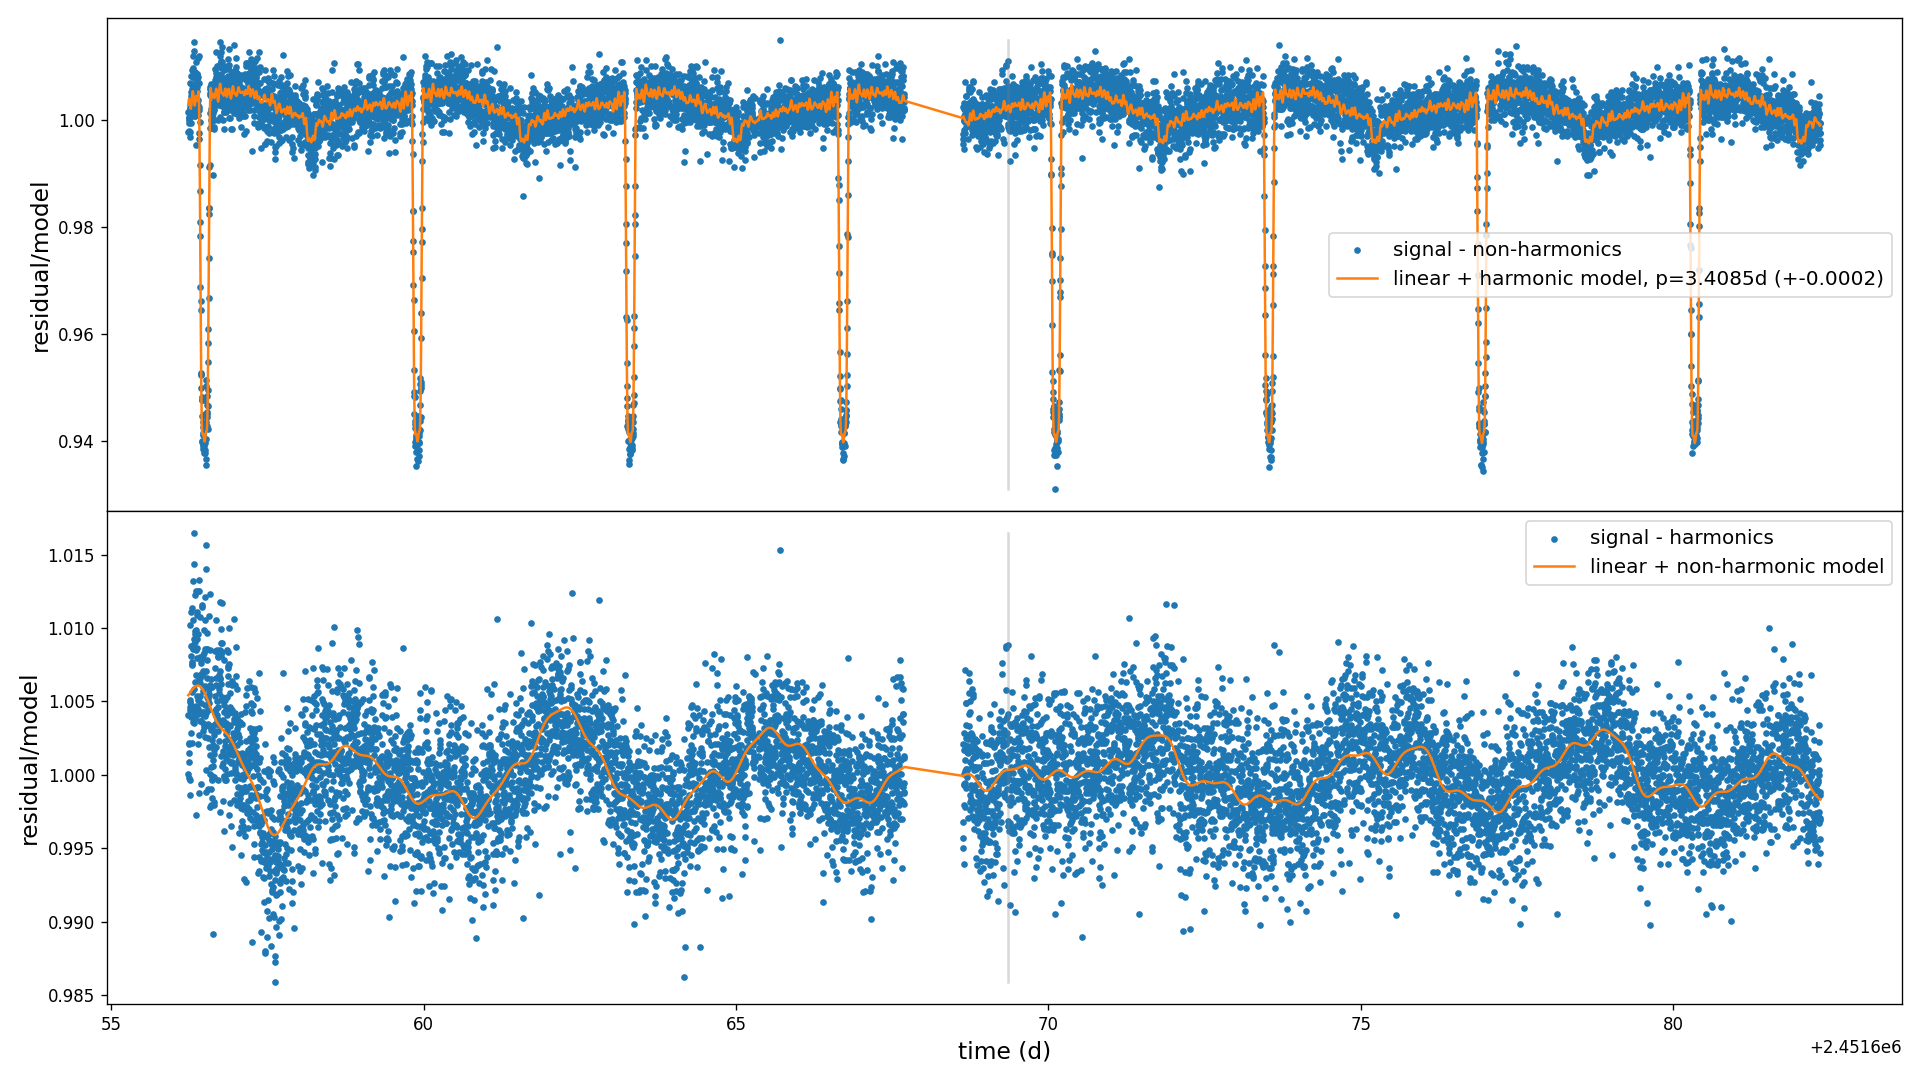 1.00
0.98
0.96
0.94
residual/model
signal - non-harmonics
linear + harmonic model, p=3.4085d (+-0.0002)
1.015
1.010
1.005
1.000
0.995
0.990
0.985
residual/model
signal - harmonics
linear + non-harmonic model
55
60
65
70
75
80
time (d)
+2.4516e6